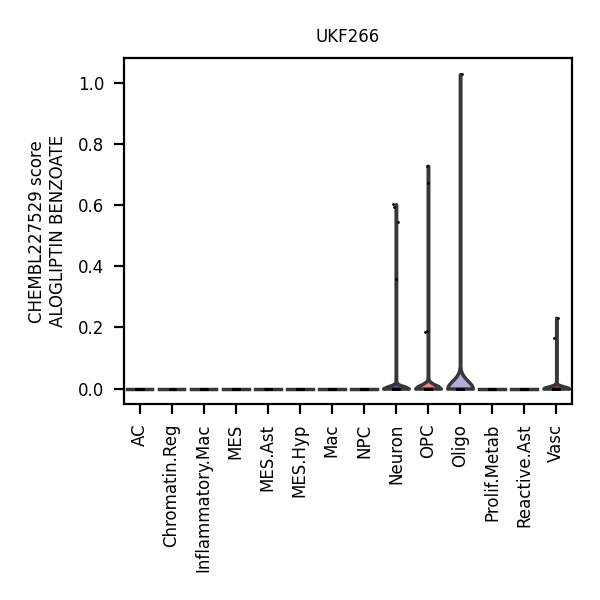 UKF266
CHEMBL227529 score
ALOGLIPTIN BENZOATE
1.0
0.8
0.6
0.4
0.2
0.0
AC
Chromatin.Reg
Inflammatory.Mac
MES
MES.Ast
MES.Hyp
Mac
NPC
Neuron
OPC
Oligo
Prolif.Metab
Reactive.Ast
Vasc